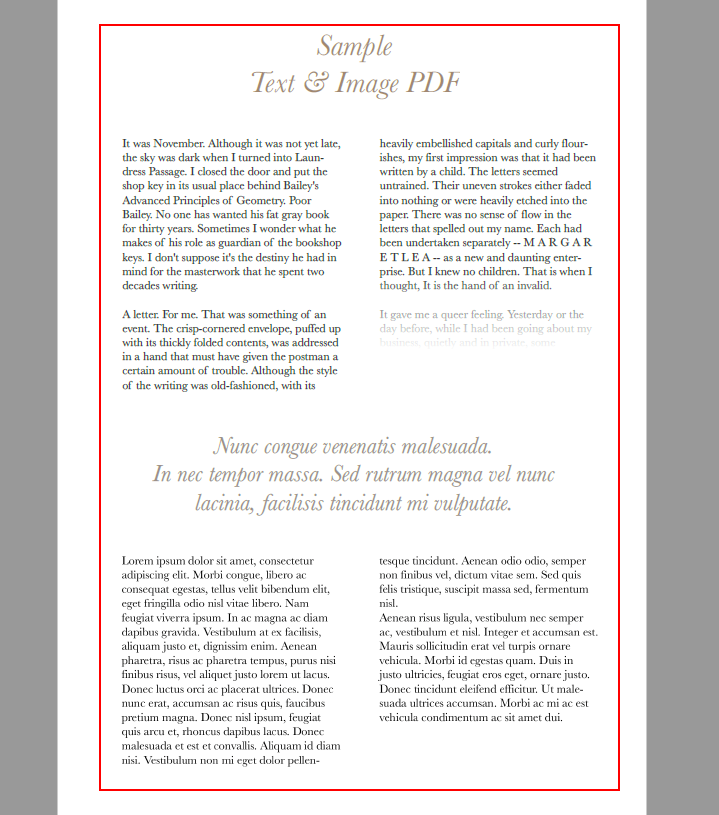 Sample
Text & Image PDF
It was November. Although it was not yet late,
the sky was dark when I turned into Laun-
dress Passage. I closed the door and put the
shop key in its usual place behind Bailey's
Advanced Principles of Geometry. Poor
Bailey. No one has wanted his fat gray book
for thirty years. Sometimes I wonder what he
makes of his role as guardian of the bookshop
keys. I don't suppose it's the destiny he had in
mind for the masterwork that he spent two
decades writing.
A letter. For me. That was something of an
event. The crisp-cornered envelope, puffed up
with its thickly folded contents, was addressed
in a hand that must have given the postman a
certain amount of trouble. Although the style
of the writing was old-fashioned, with its
heavily embellished capitals and curly flour-
ishes, my first impression was that it had been
written by a child. The letters seemed
untrained. Their uneven strokes either faded
into nothing or were heavily etched into the
paper. There was no sense of flow in the
letters that spelled out my name. Each had
been undertaken separately -- M A R G A R
E T L E A -- as a new and daunting enter-
prise. But I knew no children. That is when I
thought, It is the hand of an invalid.
It gave me a queer feeling. Yesterday or the
day before, while I had been going about my
business, quietly and in private, some
Nunc congue venenatis malesuada.
In nec tempor massa. Sed rutrum magna vel nunc
lacinia, facilisis tincidunt mi vulputate.
Lorem ipsum dolor sit amet, consectetur
adipiscing elit. Morbi congue, libero ac
consequat egestas, tellus velit bibendum elit,
eget fringilla odio nisl vitae libero. Nam
feugiat viverra ipsum. In ac magna ac diam
dapibus gravida. Vestibulum at ex facilisis,
aliquam justo et, dignissim enim. Aenean
pharetra, risus ac pharetra tempus, purus nisi
finibus risus, vel aliquet justo lorem ut lacus.
Donec luctus orci ac placerat ultrices. Donec
nunc erat, accumsan ac risus quis, faucibus
pretium magna. Donec nisl ipsum, feugiat
quis arcu et, rhoncus dapibus lacus. Donec
malesuada et est et convallis. Aliquam id diam
nisi. Vestibulum non mi eget dolor pellen-
tesque tincidunt. Aenean odio odio, semper
non finibus vel, dictum vitae sem. Sed quis
felis tristique, suscipit massa sed, fermentum
nisl.
Aenean risus ligula, vestibulum nec semper
ac, vestibulum et nisl. Integer et accumsan est.
Mauris sollicitudin erat vel turpis ornare
vehicula. Morbi id egestas quam. Duis in
justo ultricies, feugiat eros eget, ornare justo.
Donec tincidunt eleifend efficitur. Ut male-
suada ultrices accumsan. Morbi ac mi ac est
vehicula condimentum ac sit amet dui.